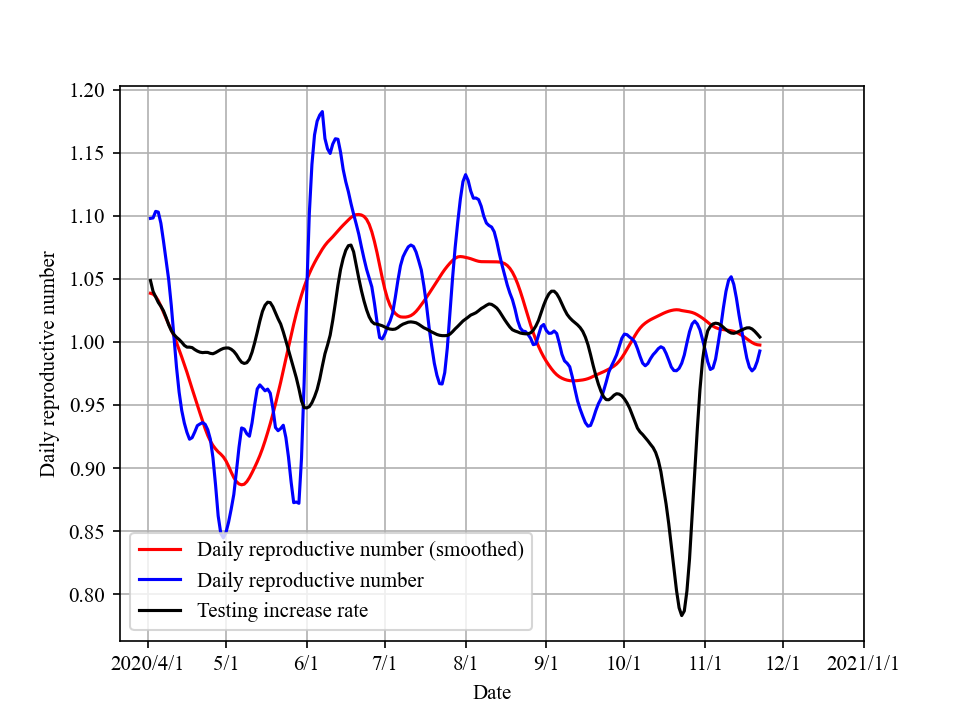 1.20
1.15
1.10
1.05
1.00
0.95
0.90
0.85
0.80
Daily reproductive number
Daily reproductive number (smoothed)
Daily reproductive number
Testing increase rate
2020/4/1 5/1 6/1 7/1 8/1 9/1 10/1 11/1 12/1 2021/1/1
Date